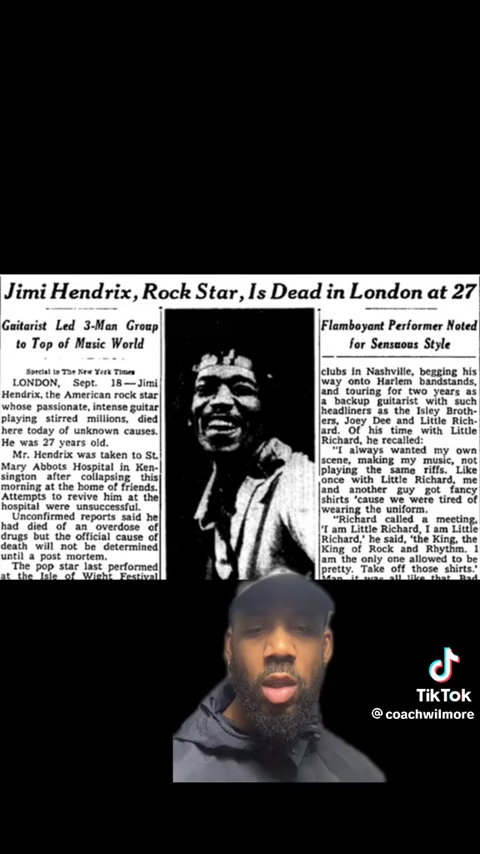 Jimi Hendrix, Rock Star, Is Dead in London at 27
Guitarist Led 3-Man Group
to Top of Music World
Special to The New York Times
LONDON, Sept. 18—Jimi
Hendrix, the American rock star
whose passionate, intense guitar
playing stirred millions, died
here today of unknown causes.
He was 27 years old.
Mr. Hendrix was taken to St.
Mary Abbots Hospital in Ken-
sington after collapsing this
morning at the home of friends.
Attempts to revive him at the
hospital were unsuccessful.
Unconfirmed reports said he
had died of an overdose of
drugs but the official cause of
death will not be determined
until a post mortem.
The pop star last performed
at the Isle of Wight Festival
Flamboyant Performer Noted
for Sensuous Style
clubs in Nashville, begging his
way onto Harlem bandstands,
and touring for two years as
a backup guitarist with such
headliners as the Isley Broth-
ers, Joey Dee and Little Rich-
ard. Of his time with Little
Richard, he recalled:
"I always wanted my own
scene, making my music, not
playing the same riffs. Like
once with Little Richard, me
and another guy got fancy
shirts 'cause we were tired of
wearing the uniform.
"Richard called a meeting,
'I am Little Richard, I am Little
Richard,' he said, 'the King, the
King of Rock and Rhythm. I
am the only one allowed to be
pretty. Take off those shirts.'
Man, it was all like that. Bad
TikTok
@coachwilmore